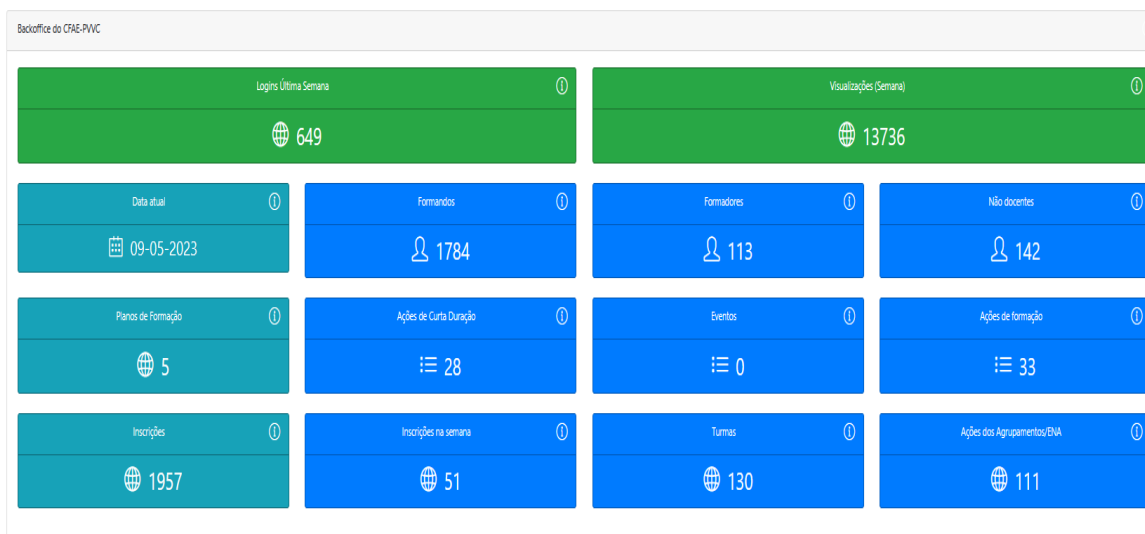 Backoffice do CFAE-PVVC
Logins Última Semana
649
Visualizações (Semana)
13736
Data atual
09-05-2023
Formandos
1784
Formadores
113
Não docentes
142
Planos de Formação
5
Ações de Curta Duração
28
Eventos
0
Ações de formação
33
Inscrições
1957
Inscrições na semana
51
Turmas
130
Ações dos Agrupamentos/ENA
111